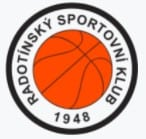 RADOTÍNSKÝ SPORTOVNÍ KLUB
1948